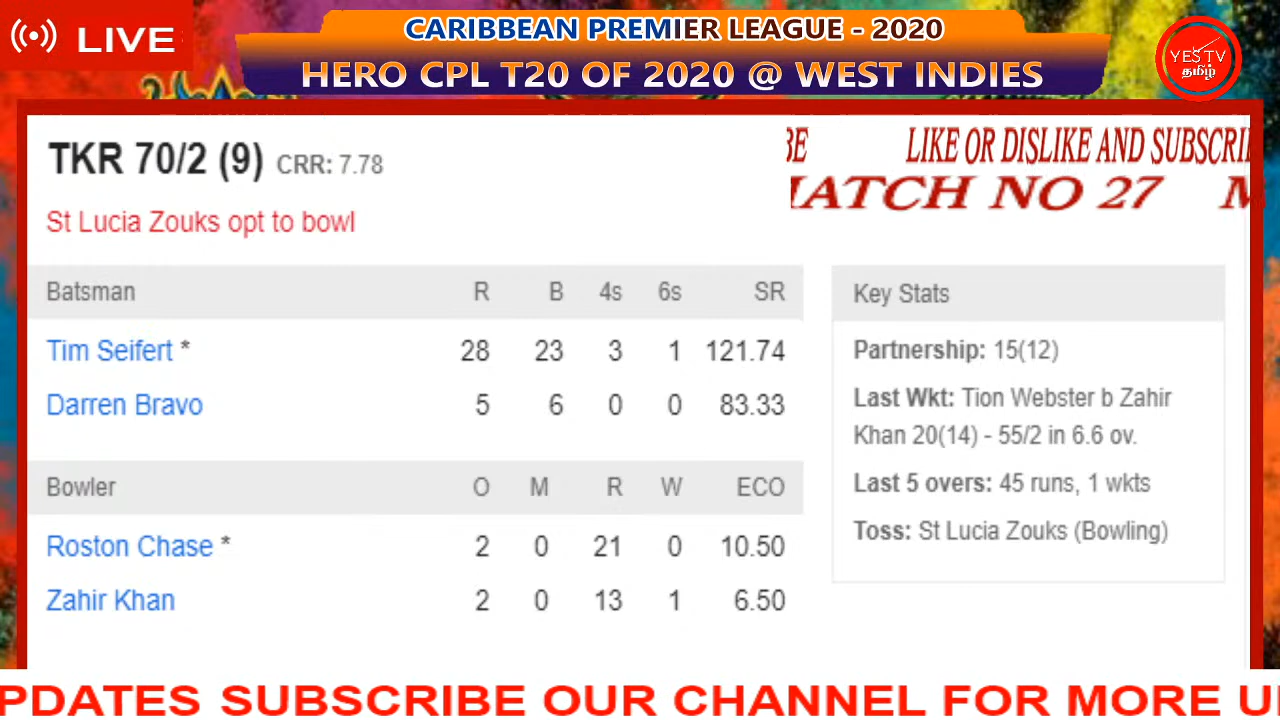 LIVE
CARIBBEAN PREMIER LEAGUE - 2020
HERO CPL T20 OF 2020 @ WEST INDIES
YESTV
தமிழ்
TKR 70/2 (9) CRR: 7.78
BE LIKE OR DISLIKE AND SUBSCRI
MATCH NO 27 M
St Lucia Zouks opt to bowl
Batsman R B 4s 6s SR
Tim Seifert * 28 23 3 1 121.74
Darren Bravo 5 6 0 0 83.33
Bowler O M R W ECO
Roston Chase * 2 0 21 0 10.50
Zahir Khan 2 0 13 1 6.50
Key Stats
Partnership: 15(12)
Last Wkt: Tion Webster b Zahir
Khan 20(14) - 55/2 in 6.6 ov.
Last 5 overs: 45 runs, 1 wkts
Toss: St Lucia Zouks (Bowling)
PDATES SUBSCRIBE OUR CHANNEL FOR MORE U